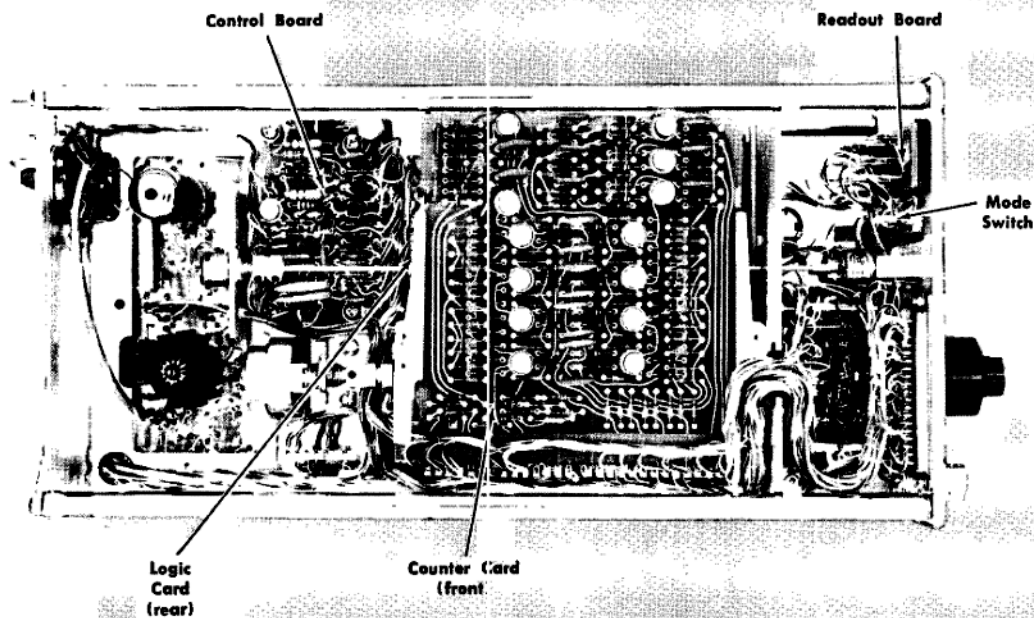 Control Board
Readout Board
Mode
Switch
Logic
Card
(rear)
Counter Card
(front